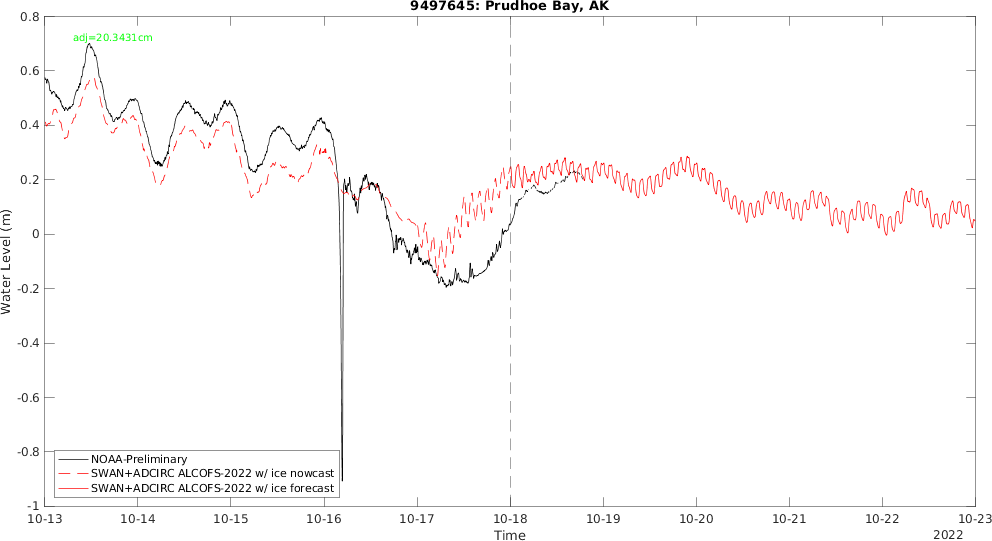 9497645: Prudhoe Bay, AK
adj=20.3431cm
0.8
0.6
0.4
0.2
0
-0.2
-0.4
-0.6
-0.8
-1
Water Level (m)
NOAA-Preliminary
SWAN+ADCIRC ALCOFS-2022 w/ ice nowcast
SWAN+ADCIRC ALCOFS-2022 w/ ice forecast
10-13 10-14 10-15 10-16 10-17 10-18 10-19 10-20 10-21 10-22 10-23
Time
2022